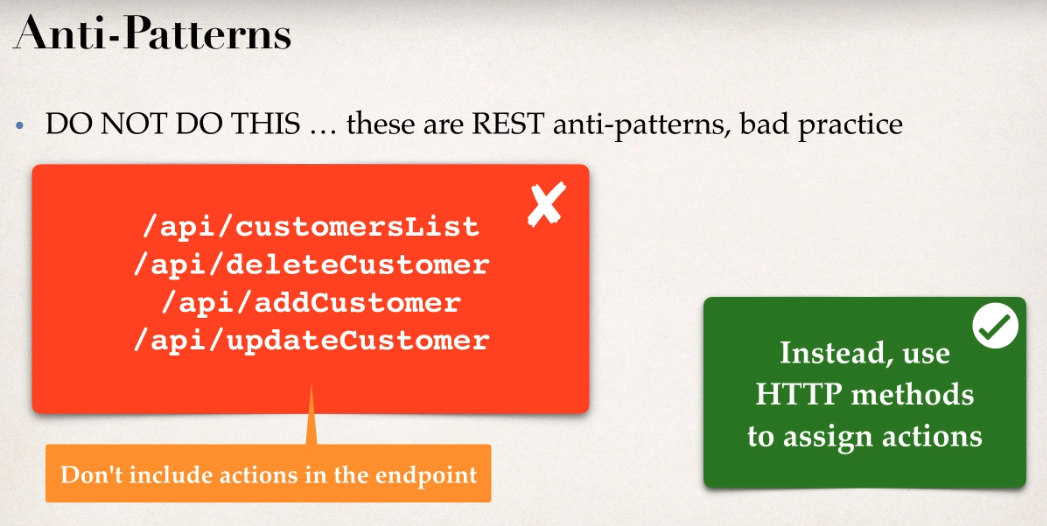 Anti-Patterns
• DO NOT DO THIS … these are REST anti-patterns, bad practice
/api/customersList
/api/deleteCustomer
/api/addCustomer
/api/updateCustomer
Don't include actions in the endpoint
Instead, use
HTTP methods
to assign actions